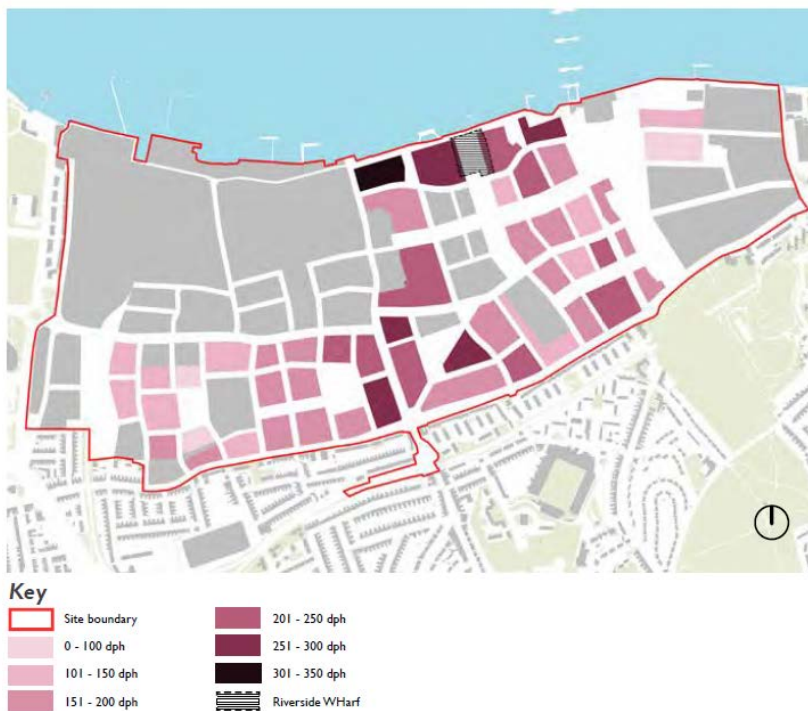 Key
Site boundary
0 - 100 dph
101 - 150 dph
151 - 200 dph
201 - 250 dph
251 - 300 dph
301 - 350 dph
Riverside WHarf